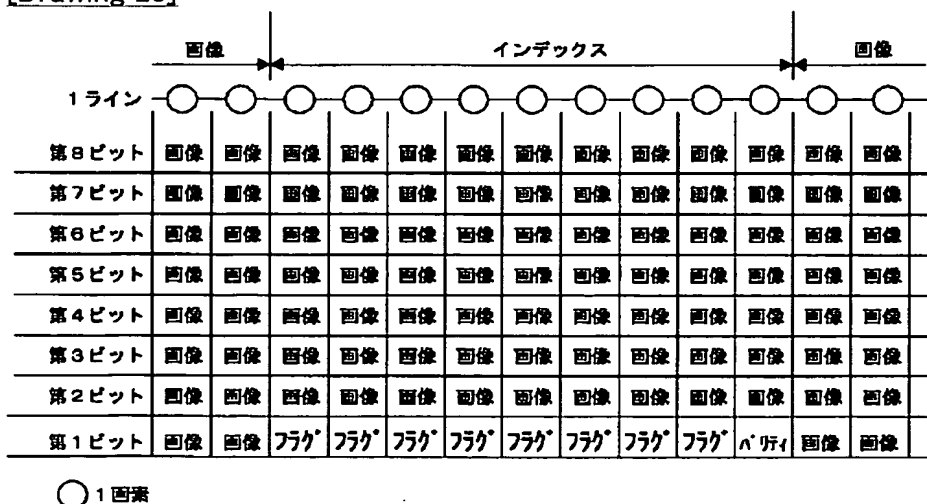 [Drawing 20]
画像 インデックス 画像
1ライン
第8ビット 画像 画像 画像 画像 画像 画像 画像 画像 画像 画像 画像 画像 画像
第7ビット 画像 画像 画像 画像 画像 画像 画像 画像 画像 画像 画像 画像 画像
第6ビット 画像 画像 画像 画像 画像 画像 画像 画像 画像 画像 画像 画像 画像
第5ビット 画像 画像 画像 画像 画像 画像 画像 画像 画像 画像 画像 画像 画像
第4ビット 画像 画像 画像 画像 画像 画像 画像 画像 画像 画像 画像 画像 画像
第3ビット 画像 画像 画像 画像 画像 画像 画像 画像 画像 画像 画像 画像 画像
第2ビット 画像 画像 画像 画像 画像 画像 画像 画像 画像 画像 画像 画像 画像
第1ビット 画像 画像 フラグ フラグ フラグ フラグ フラグ フラグ フラグ フラグ パリティ 画像 画像
1画素